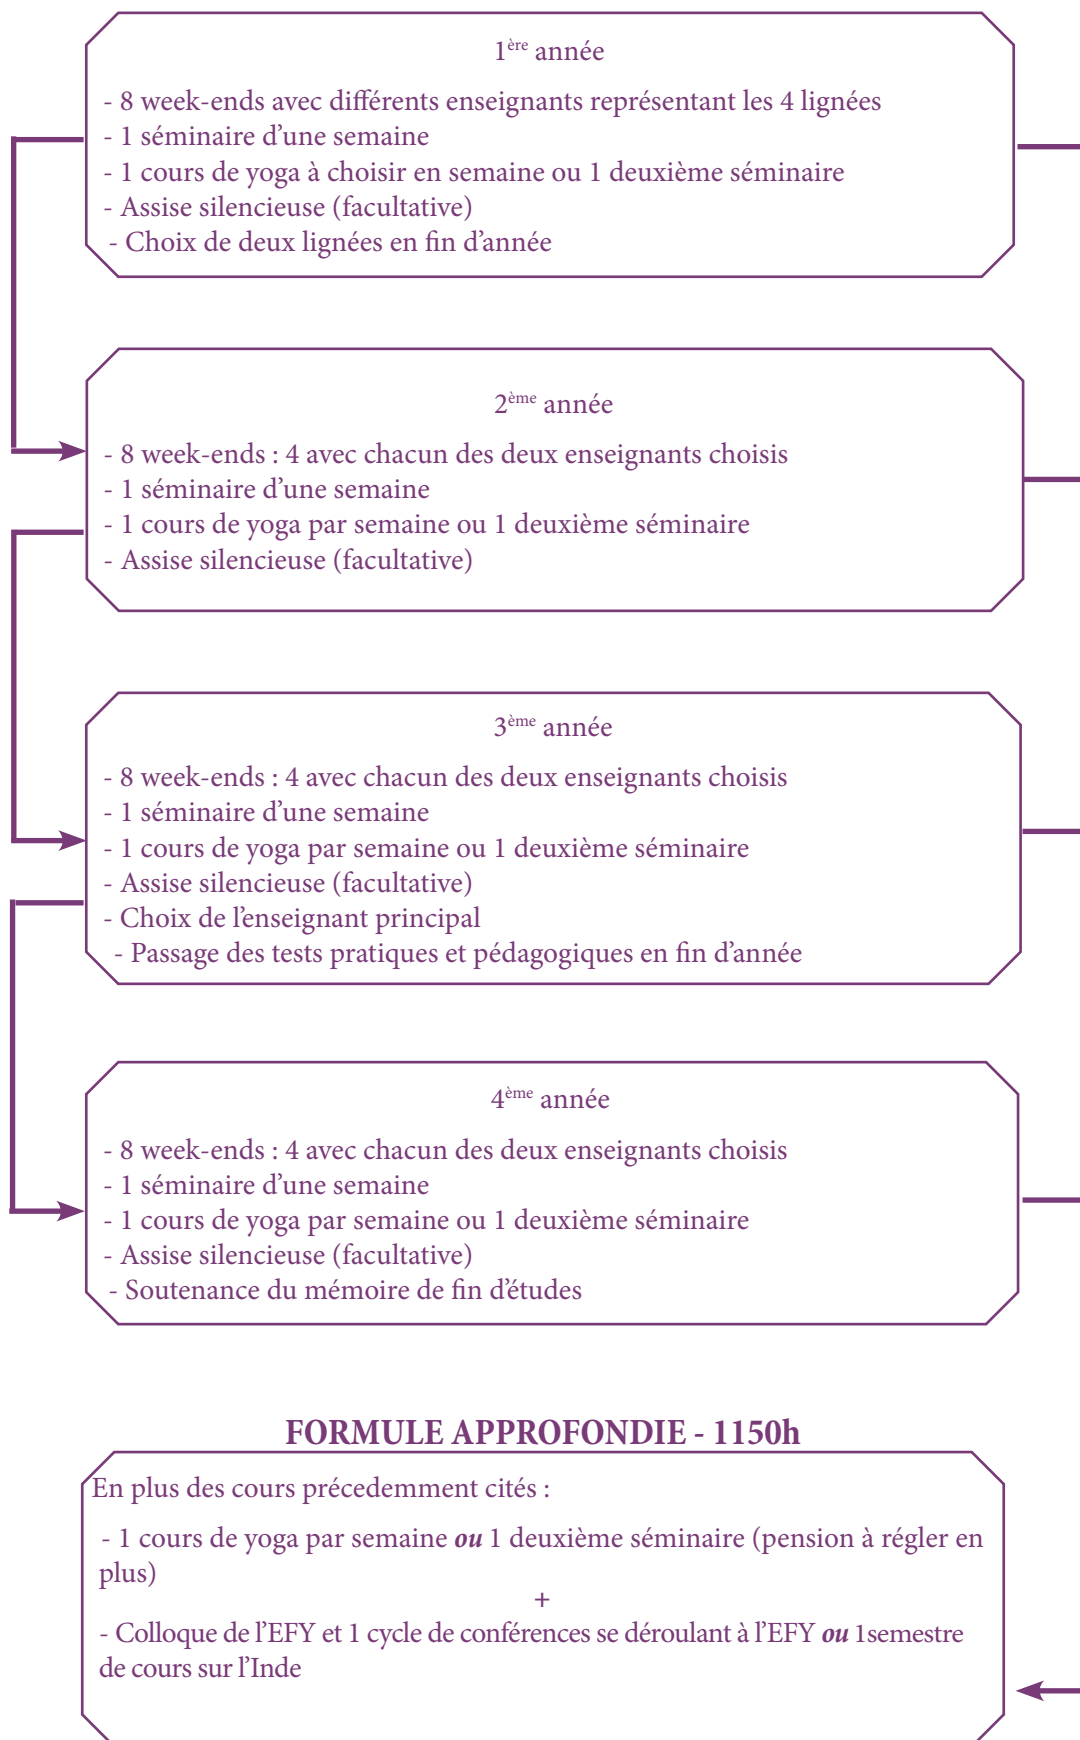 1ère année
- 8 week-ends avec différents enseignants représentant les 4 lignées
- 1 séminaire d'une semaine
- 1 cours de yoga à choisir en semaine ou 1 deuxième séminaire
- Assise silencieuse (facultative)
- Choix de deux lignées en fin d'année
2ème année
- 8 week-ends : 4 avec chacun des deux enseignants choisis
- 1 séminaire d'une semaine
- 1 cours de yoga par semaine ou 1 deuxième séminaire
- Assise silencieuse (facultative)
3ème année
- 8 week-ends : 4 avec chacun des deux enseignants choisis
- 1 séminaire d'une semaine
- 1 cours de yoga par semaine ou 1 deuxième séminaire
- Assise silencieuse (facultative)
- Choix de l'enseignant principal
- Passage des tests pratiques et pédagogiques en fin d'année
4ème année
- 8 week-ends : 4 avec chacun des deux enseignants choisis
- 1 séminaire d'une semaine
- 1 cours de yoga par semaine ou 1 deuxième séminaire
- Assise silencieuse (facultative)
- Soutenance du mémoire de fin d'études
FORMULE APPROFONDIE - 1150h
En plus des cours précedemment cités :
- 1 cours de yoga par semaine ou 1 deuxième séminaire (pension à régler en
plus)
+
- Colloque de l'EFY et 1 cycle de conférences se déroulant à l'EFY ou 1semestre
de cours sur l'Inde